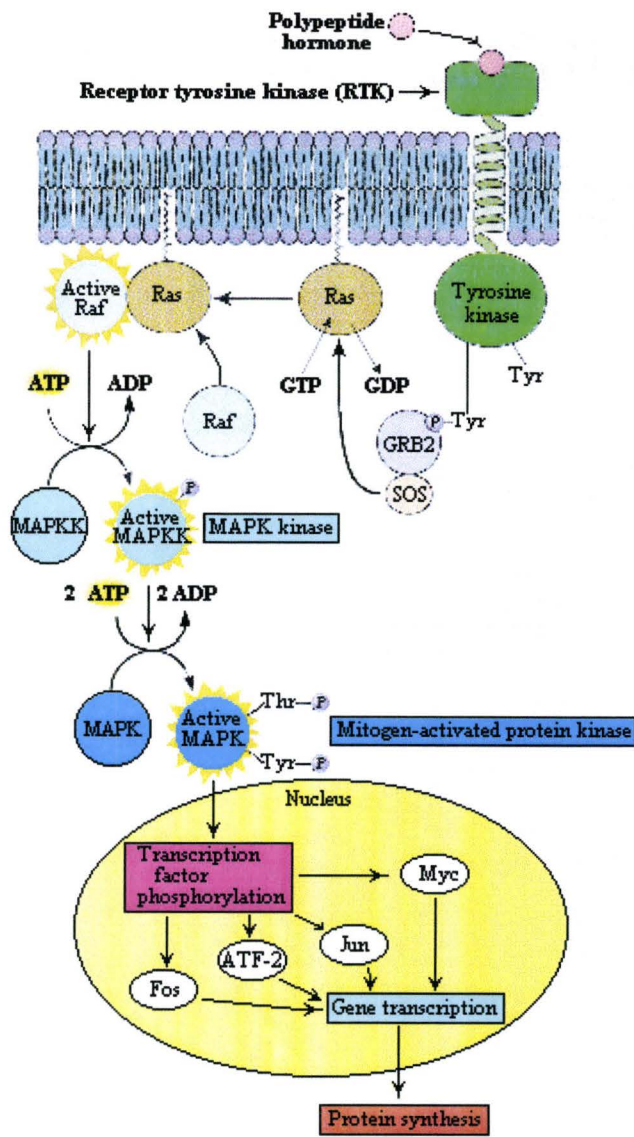 Polypeptide
hormone
Receptor tyrosine kinase (RTK)
Active
Raf
Ras
Ras
Tyrosine
kinase
ATP
ADP
Raf
GTP
GDP
Tyr
P
Tyr
GRB2
SOS
MAPKK
P
Active
MAPKK
MAPK kinase
2 ATP
2 ADP
MAPK
Active
MAPK
Thr
P
Tyr
P
Mitogen-activated protein kinase
Nucleus
Transcription
factor
phosphorylation
Myc
Jun
ATF-2
Fos
Gene transcription
Protein synthesis